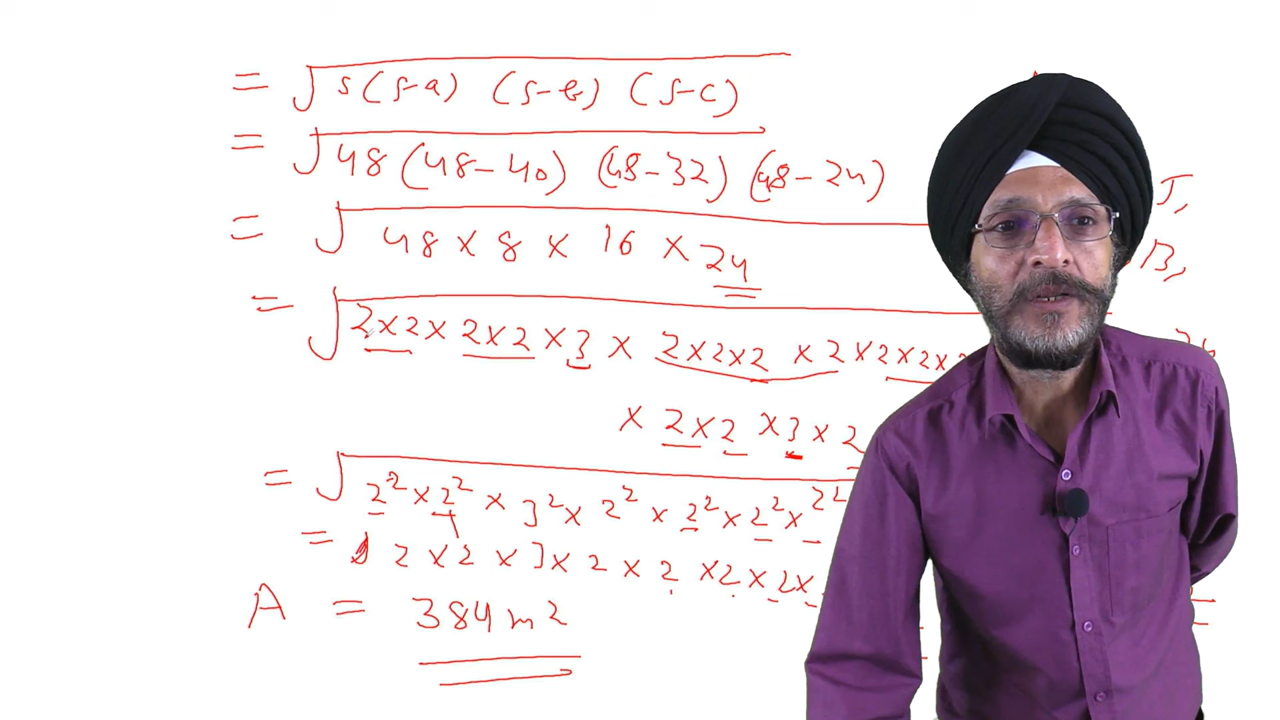 = √s(s-a) (s-b) (s-c)
= √48(48-40) (48-32) (48-24)
= √48 × 8 × 16 × 24
= √2×2× 2×2 × 3 × 2×2×2 × 2 × 2×2×
× 2×2 × 3 × 2
= √2² × 2² × 3² × 2² × 2² × 2² × 2²
= 2 × 2 × 3 × 2 × 2 × 2 × 2 ×
A = 384 m2